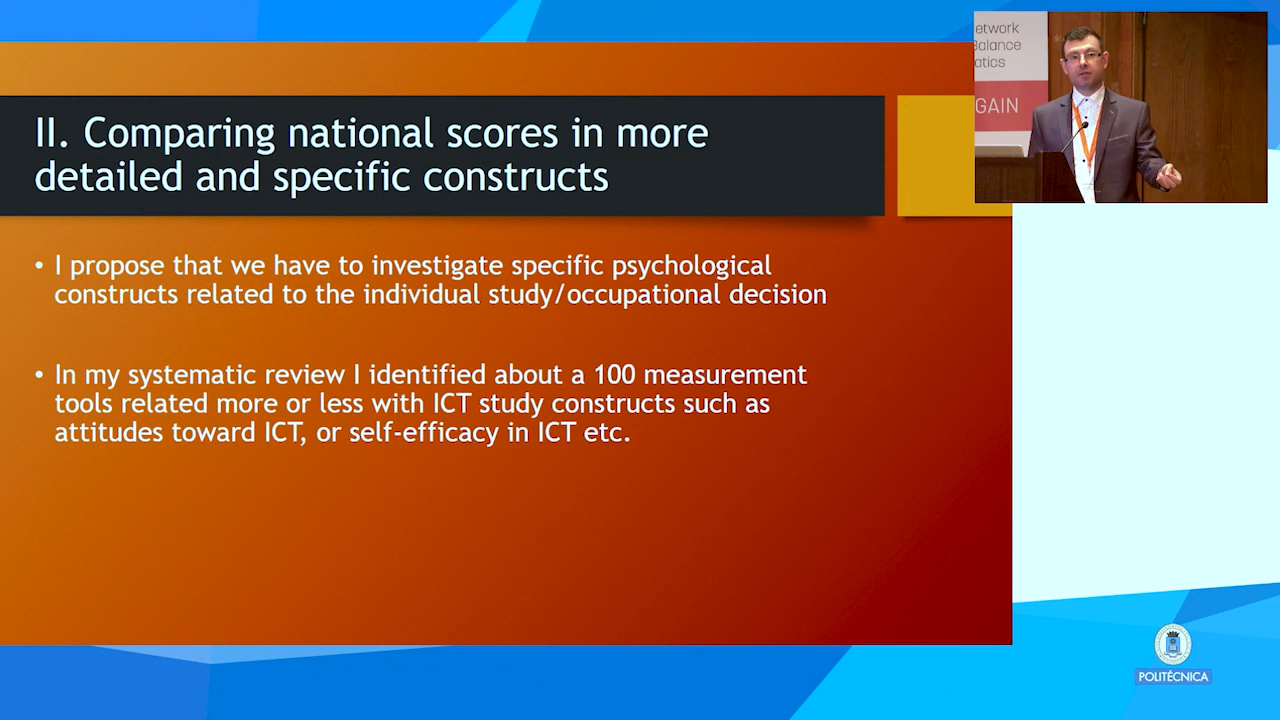 II. Comparing national scores in more
detailed and specific constructs
• I propose that we have to investigate specific psychological
constructs related to the individual study/occupational decision
• In my systematic review I identified about a 100 measurement
tools related more or less with ICT study constructs such as
attitudes toward ICT, or self-efficacy in ICT etc.
etwork
Balance
atics
GAIN
POLITÉCNICA